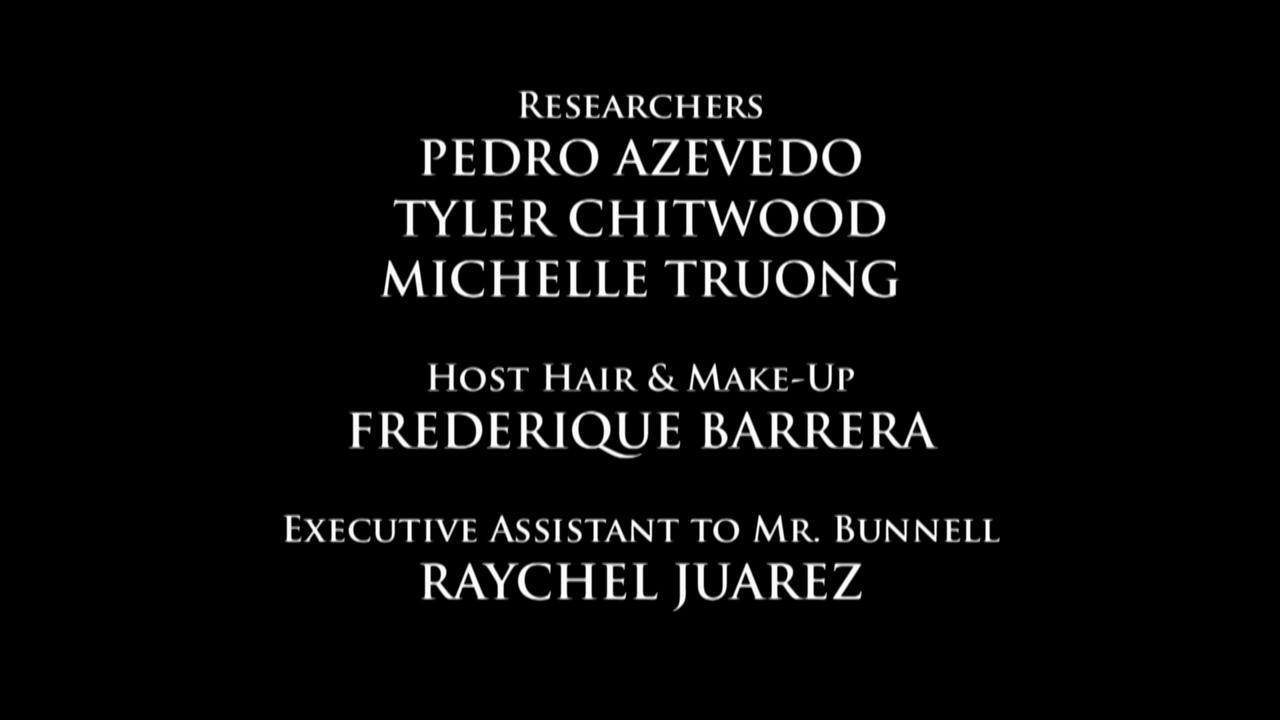 Researchers
PEDRO AZEVEDO
TYLER CHITWOOD
MICHELLE TRUONG
Host Hair & Make-Up
FREDERIQUE BARRERA
Executive Assistant to Mr. Bunnell
RAYCHEL JUAREZ